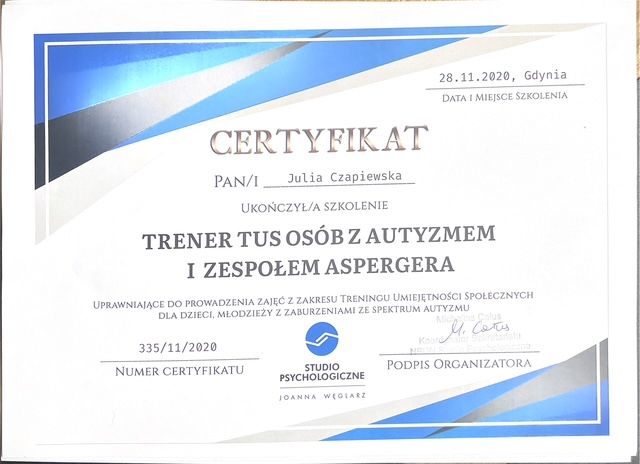 28.11.2020, Gdynia
DATA I MIEJSCE SZKOLENIA
CERTYFIKAT
PAN/I Julia Czapiewska
UKOŃCZYŁ/A SZKOLENIE
TRENER TUS OSÓB Z AUTYZMEM
I ZESPOŁEM ASPERGERA
UPRAWNIAJĄCE DO PROWADZENIA ZAJĘĆ Z ZAKRESU TRENINGU UMIEJĘTNOŚCI SPOŁECZNYCH
DLA DZIECI, MŁODZIEŻY Z ZABURZENIAMI ZE SPEKTRUM AUTYZMU
335/11/2020
NUMER CERTYFIKATU
STUDIO
PSYCHOLOGICZNE
JOANNA WĘGLARZ
M. Całus
PODPIS ORGANIZATORA